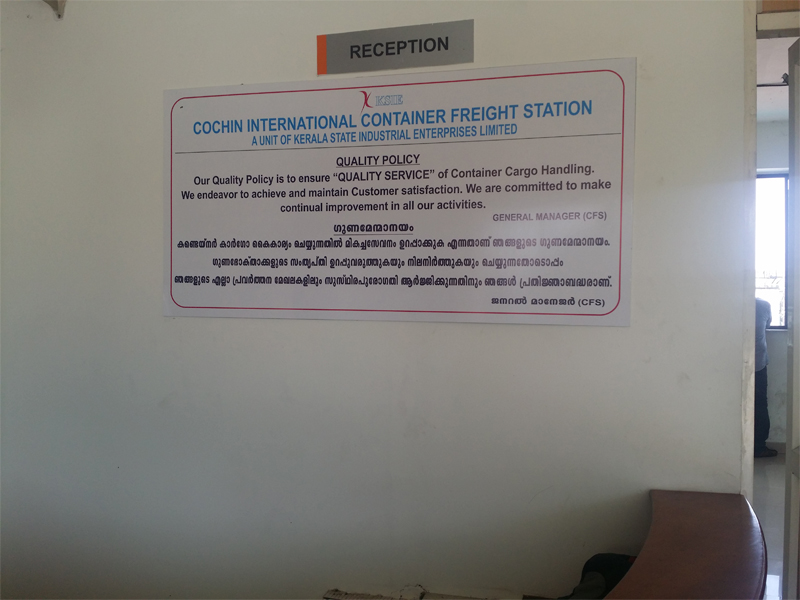 RECEPTION
KSIE
COCHIN INTERNATIONAL CONTAINER FREIGHT STATION
A UNIT OF KERALA STATE INDUSTRIAL ENTERPRISES LIMITED
QUALITY POLICY
Our Quality Policy is to ensure “QUALITY SERVICE” of Container Cargo Handling.
We endeavor to achieve and maintain Customer satisfaction. We are committed to make
continual improvement in all our activities.
GENERAL MANAGER (CFS)
ഗുണമേന്മാനയം
കണ്ടെയ്നർ കാർഗോ കൈകാര്യം ചെയ്യുന്നതിൽ മികച്ചസേവനം ഉറപ്പാക്കുക എന്നതാണ് ഞങ്ങളുടെ ഗുണമേന്മാനയം.
ഗുണഭോക്താക്കളുടെ സംതൃപ്തി ഉറപ്പുവരുത്തുകയും നിലനിർത്തുകയും ചെയ്യുന്നതോടൊപ്പം
ഞങ്ങളുടെ എല്ലാ പ്രവർത്തന മേഖലകളിലും സുസ്ഥിരപുരോഗതി ആർജ്ജിക്കുന്നതിനും ഞങ്ങൾ പ്രതിജ്ഞാബദ്ധരാണ്.
ജനറൽ മാനേജർ (CFS)